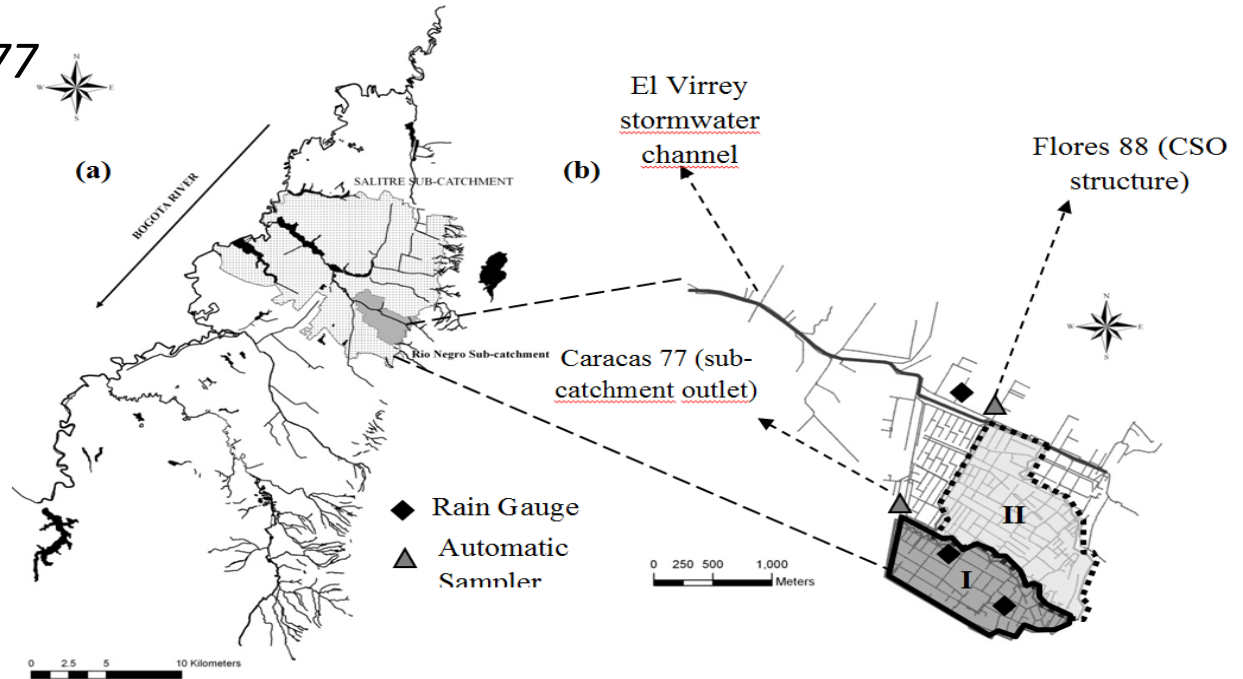 77
N
W
E
S
(a)
BOGOTA RIVER
SALITRE SUB-CATCHMENT
Rio Negro Sub-catchment
0 2.5 5 10 Kilometers
(b)
El Virrey
stormwater
channel
Flores 88 (CSO
structure)
N
W
E
S
Caracas 77 (sub-
catchment outlet)
II
I
Rain Gauge
Automatic
Sampler
0 250 500 1,000
Meters